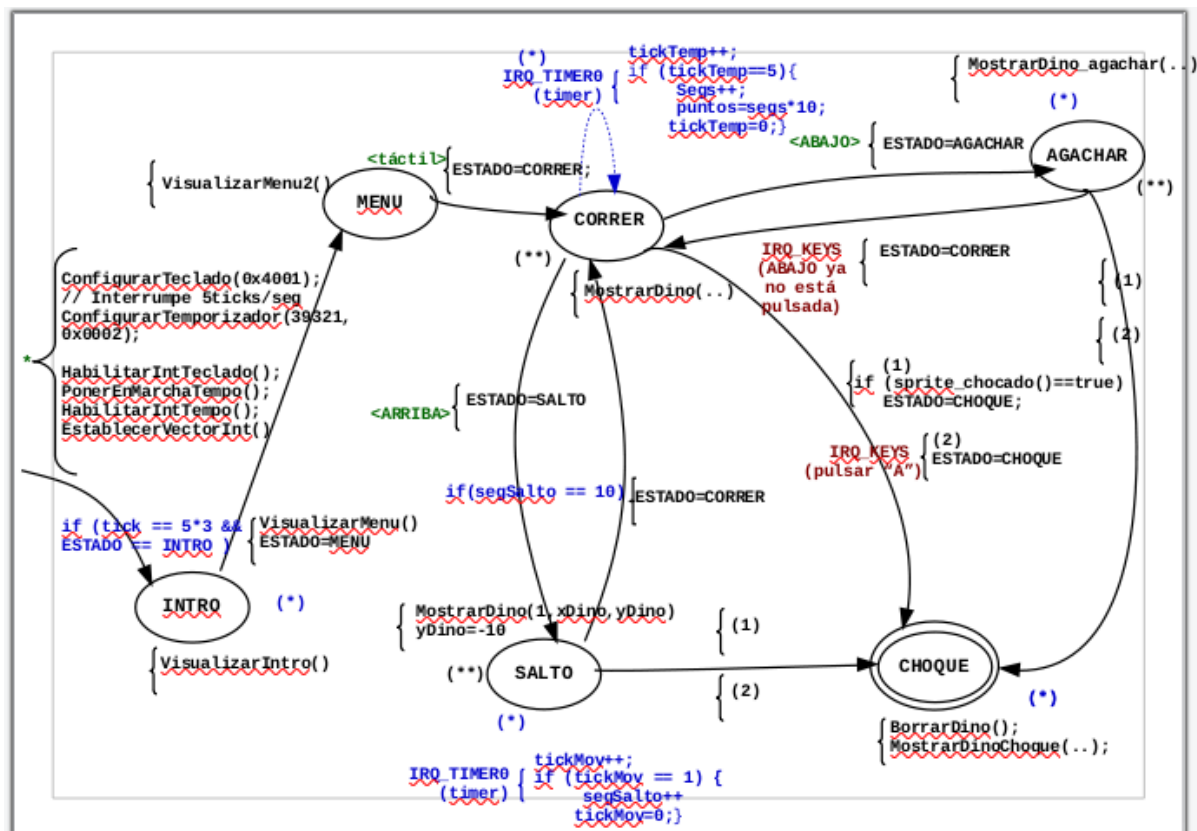 (*)
IRQ_TIMER0
(timer)
tickTemp++;
if (tickTemp==5){
Segs++;
puntos=segs*10;
tickTemp=0;}
MostrarDino_agachar(..)
(*)
<ABAJO>
ESTADO=AGACHAR
AGACHAR
(**)
<táctil>
ESTADO=CORRER;
VisualizarMenu2()
MENU
CORRER
(**)
MostrarDino(..)
IRQ_KEYS
(ABAJO ya
no está
pulsada)
ESTADO=CORRER
(1)
(2)
ConfigurarTeclado(0x4001);
// Interrumpe 5ticks/seg
ConfigurarTemporizador(39321,
0x0002);
HabilitarIntTeclado();
PonerEnMarchaTempo();
HabilitarIntTempo();
EstablecerVectorInt()
*
(1)
if (sprite_chocado()==true)
ESTADO=CHOQUE;
<ARRIBA>
ESTADO=SALTO
IRQ_KEYS
(pulsar “A”)
(2)
ESTADO=CHOQUE
if(segSalto == 10)
ESTADO=CORRER
if (tick == 5*3 &&
ESTADO == INTRO )
VisualizarMenu()
ESTADO=MENU
INTRO
(*)
VisualizarIntro()
MostrarDino(1,xDino,yDino)
yDino=-10
(**)
SALTO
(*)
(1)
(2)
CHOQUE
(*)
BorrarDino();
MostrarDinoChoque(..);
IRQ_TIMER0
(timer)
tickMov++;
if (tickMov == 1) {
segSalto++
tickMov=0;}